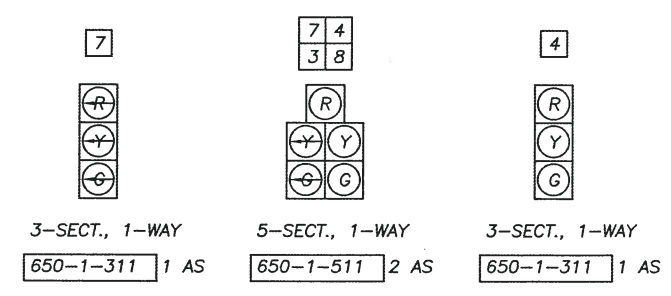 7
7 4
3 8
4
R
Y
G
R
Y Y
G G
R
Y
G
3-SECT., 1-WAY
650-1-311 1 AS
5-SECT., 1-WAY
650-1-511 2 AS
3-SECT., 1-WAY
650-1-311 1 AS